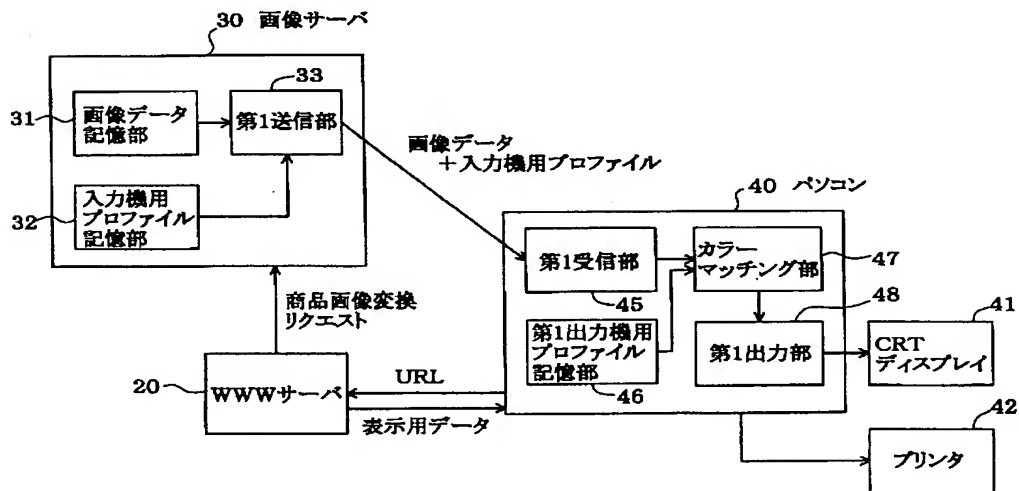 30 画像サーバ
33
31
画像データ
記憶部
第1送信部
32
入力機用
プロファイル
記憶部
画像データ
+入力機用プロファイル
40 パソコン
第1受信部
45
カラー
マッチング部
47
第1出力機用
プロファイル
記憶部
46
48
第1出力部
41
CRT
ディスプレイ
商品画像変換
リクエスト
20
WWWサーバ
URL
表示用データ
42
プリンタ